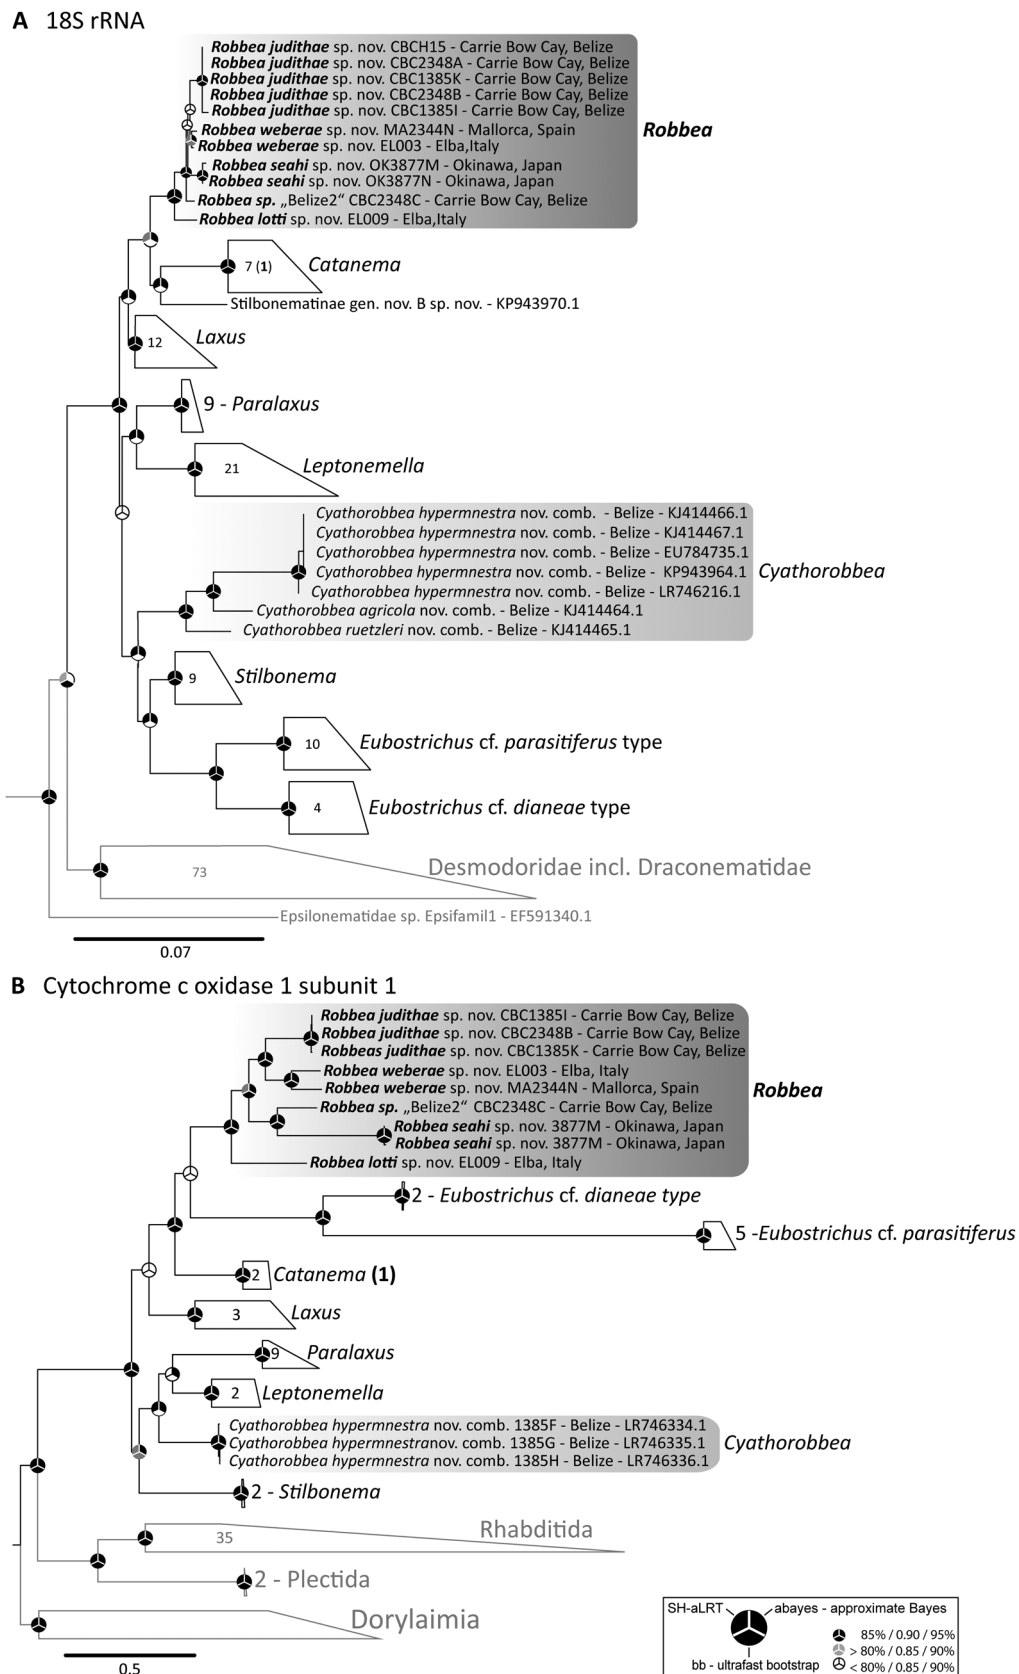 A 18S rRNA
Robbea judithae sp. nov. CBCH15 - Carrie Bow Cay, Belize
Robbea judithae sp. nov. CBC2348A - Carrie Bow Cay, Belize
Robbea judithae sp. nov. CBC1385K - Carrie Bow Cay, Belize
Robbea judithae sp. nov. CBC2348B - Carrie Bow Cay, Belize
Robbea judithae sp. nov. CBC1385I - Carrie Bow Cay, Belize
Robbea weberae sp. nov. MA2344N - Mallorca, Spain
Robbea
Robbea weberae sp. nov. EL003 - Elba,Italy
Robbea seahi sp. nov. OK3877M - Okinawa, Japan
Robbea seahi sp. nov. OK3877N - Okinawa, Japan
Robbea sp. „Belize2“ CBC2348C - Carrie Bow Cay, Belize
Robbea lotti sp. nov. EL009 - Elba,Italy
7 (1) Catanema
Stilbonematinae gen. nov. B sp. nov. - KP943970.1
12 Laxus
9 - Paralaxus
21 Leptonemella
Cyathorobbea hypermnestra nov. comb. - Belize - KJ414466.1
Cyathorobbea hypermnestra nov. comb. - Belize - KJ414467.1
Cyathorobbea hypermnestra nov. comb. - Belize - EU784735.1
Cyathorobbea hypermnestra nov. comb. - Belize - KP943964.1
Cyathorobbea
Cyathorobbea hypermnestra nov. comb. - Belize - LR746216.1
Cyathorobbea agricola nov. comb. - Belize - KJ414464.1
Cyathorobbea ruetzleri nov. comb. - Belize - KJ414465.1
9 Stilbonema
10 Eubostrichus cf. parasitiferus type
4 Eubostrichus cf. dianeae type
73 Desmodoridae incl. Draconematidae
Epsilonematidae sp. Epsifamil1 - EF591340.1
0.07
B Cytochrome c oxidase 1 subunit 1
Robbea judithae sp. nov. CBC1385I - Carrie Bow Cay, Belize
Robbea judithae sp. nov. CBC2348B - Carrie Bow Cay, Belize
Robbeas judithae sp. nov. CBC1385K - Carrie Bow Cay, Belize
Robbea weberae sp. nov. EL003 - Elba, Italy
Robbea weberae sp. nov. MA2344N - Mallorca, Spain
Robbea
Robbea sp. „Belize2“ CBC2348C - Carrie Bow Cay, Belize
Robbea seahi sp. nov. 3877M - Okinawa, Japan
Robbea seahi sp. nov. 3877M - Okinawa, Japan
Robbea lotti sp. nov. EL009 - Elba, Italy
2 - Eubostrichus cf. dianeae type
5 -Eubostrichus cf. parasitiferus
2 Catanema (1)
3 Laxus
9 Paralaxus
2 Leptonemella
Cyathorobbea hypermnestra nov. comb. 1385F - Belize - LR746334.1
Cyathorobbea hypermnestranov. comb. 1385G - Belize - LR746335.1
Cyathorobbea
Cyathorobbea hypermnestra nov. comb. 1385H - Belize - LR746336.1
2 - Stilbonema
35 Rhabditida
2 - Plectida
Dorylaimia
0.5
SH-aLRT abayes - approximate Bayes
85% / 0.90 / 95%
> 80% / 0.85 / 90%
< 80% / 0.85 / 90%
bb - ultrafast bootstrap